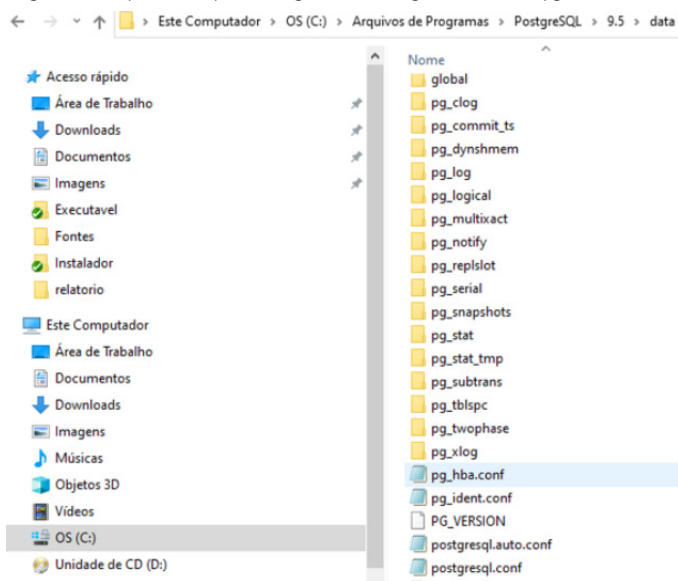 Este Computador > OS (C:) > Arquivos de Programas > PostgreSQL > 9.5 > data
Acesso rápido
Área de Trabalho
Downloads
Documentos
Imagens
Executavel
Fontes
Instalador
relatorio
Este Computador
Área de Trabalho
Documentos
Downloads
Imagens
Músicas
Objetos 3D
Vídeos
OS (C:)
Unidade de CD (D:)
Nome
global
pg_clog
pg_commit_ts
pg_dynshmem
pg_log
pg_logical
pg_multixact
pg_notify
pg_replslot
pg_serial
pg_snapshots
pg_stat
pg_stat_tmp
pg_subtrans
pg_tblspc
pg_twophase
pg_xlog
pg_hba.conf
pg_ident.conf
PG_VERSION
postgresql.auto.conf
postgresql.conf